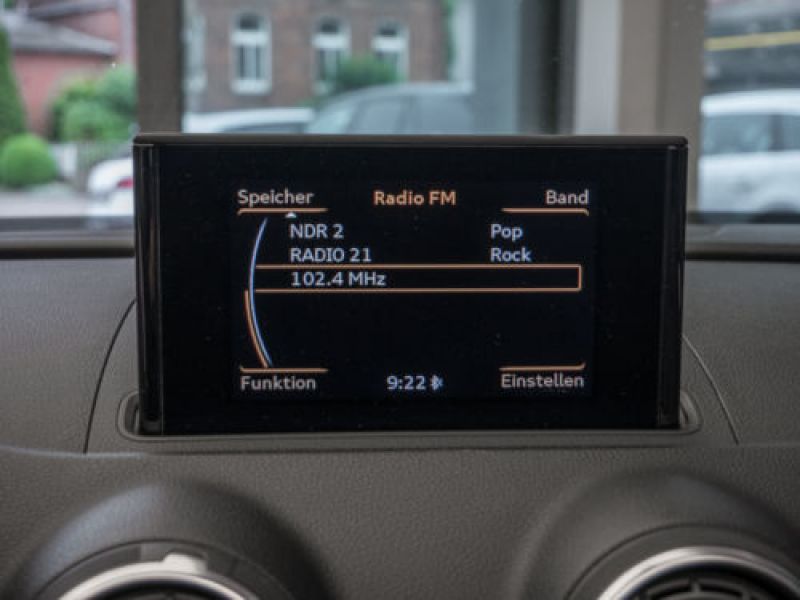 Speicher Radio FM Band
NDR 2 Pop
RADIO 21 Rock
102.4 MHz
Funktion 9:22 Einstellen